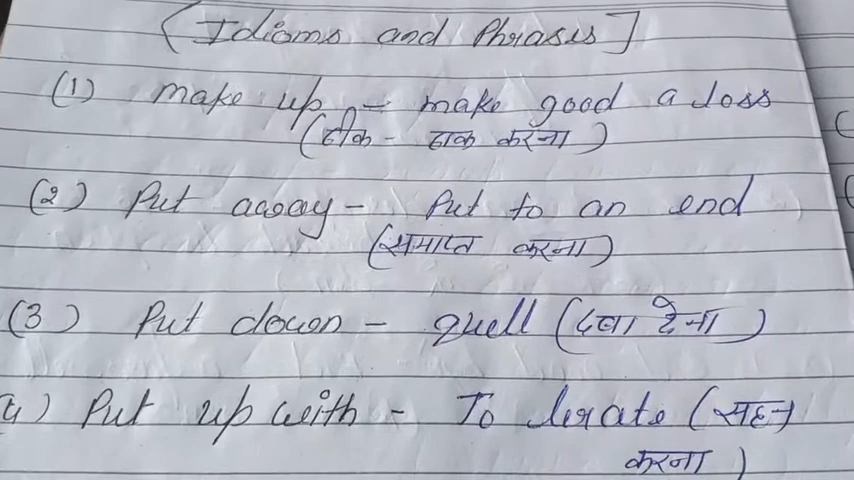 (Idioms and Phrases]
(1) make up - make good a loss
(ठीक - ठाक करना)
(2) Put away - Put to an end
(समाप्त करना)
(3) Put down - quell (दबा देना)
(4) Put up with - To lerate (सहन
करना)